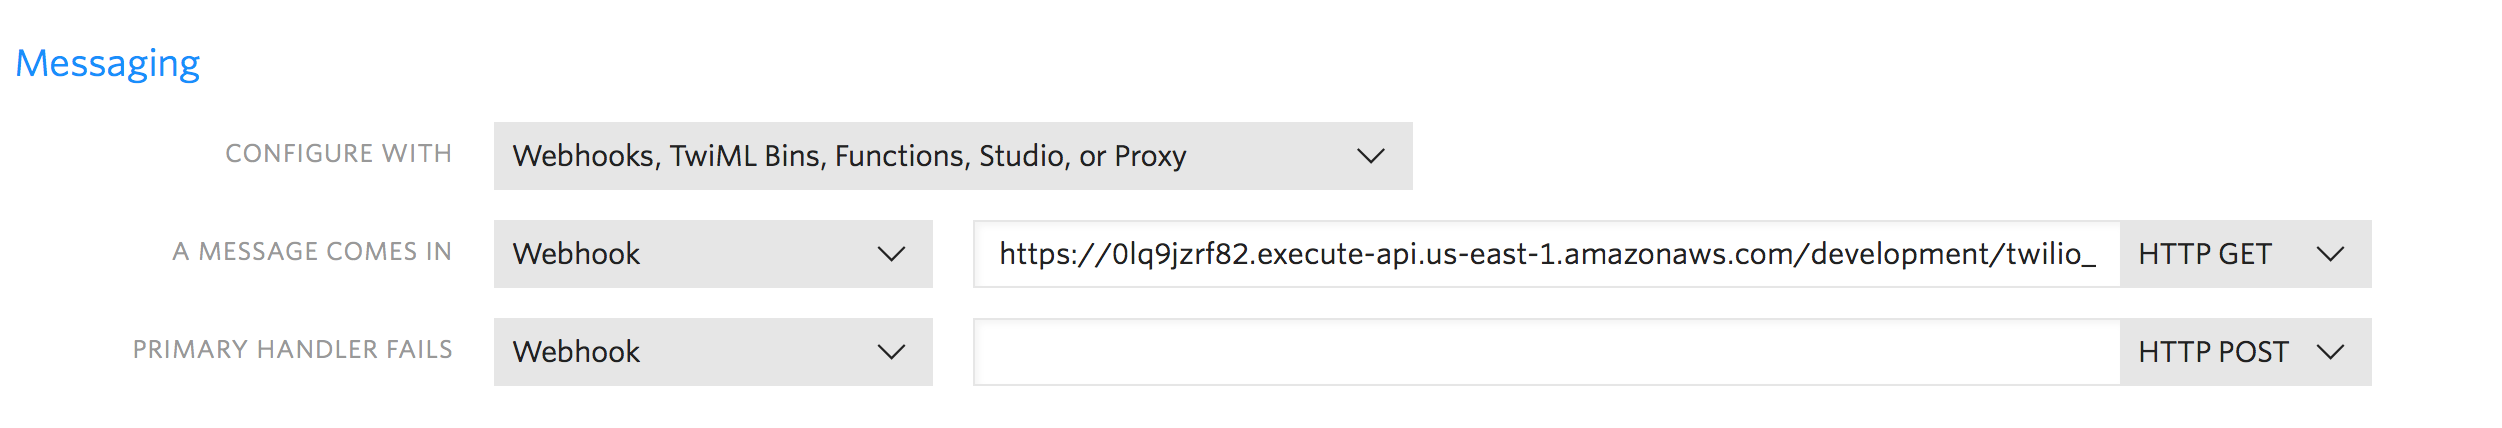 Messaging
CONFIGURE WITH Webhooks, TwiML Bins, Functions, Studio, or Proxy
A MESSAGE COMES IN Webhook https://0lq9jzrf82.execute-api.us-east-1.amazonaws.com/development/twilio_ HTTP GET
PRIMARY HANDLER FAILS Webhook HTTP POST